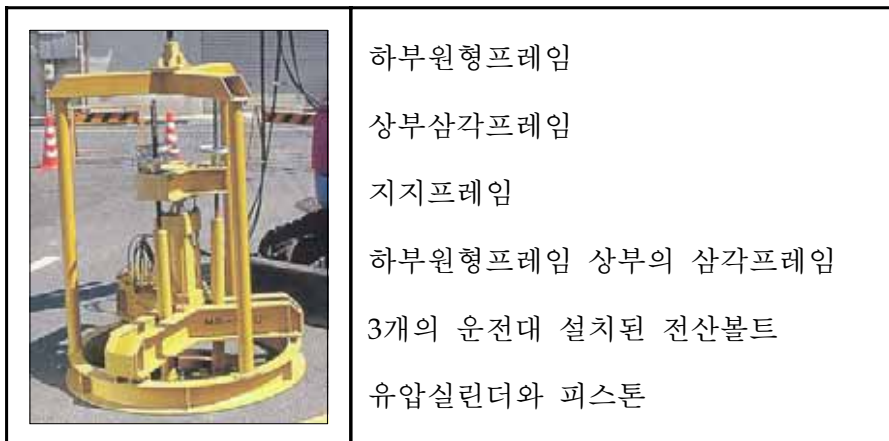 하부원형프레임
상부삼각프레임
지지프레임
하부원형프레임 상부의 삼각프레임
3개의 운전대 설치된 전산볼트
유압실린더와 피스톤